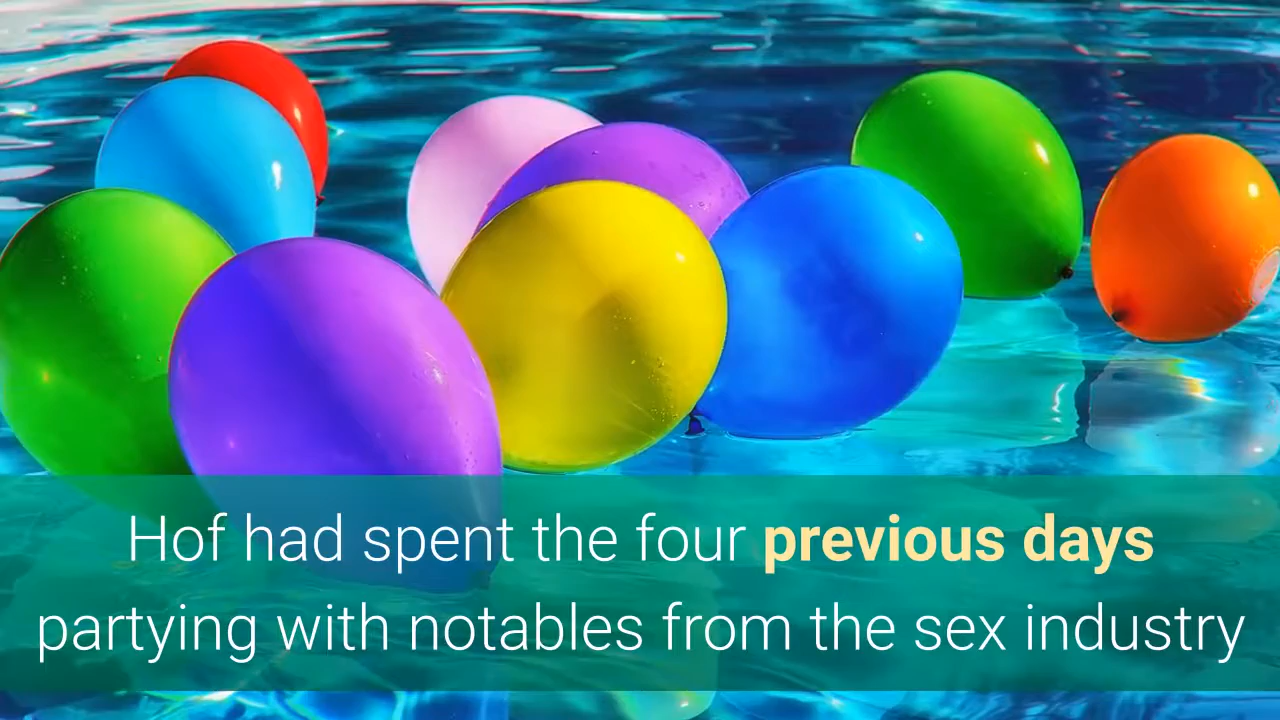 Hof had spent the four previous days
partying with notables from the sex industry